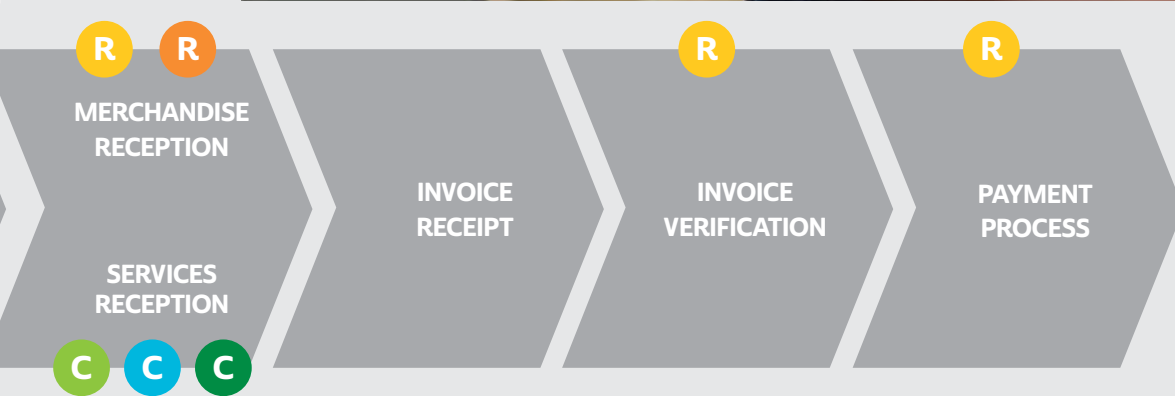 R R
MERCHANDISE
RECEPTION
SERVICES
RECEPTION
C C C
INVOICE
RECEIPT
R
INVOICE
VERIFICATION
R
PAYMENT
PROCESS